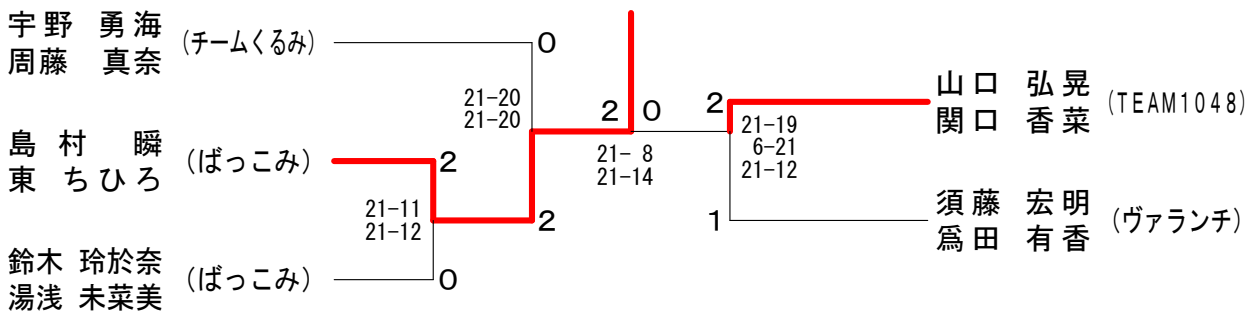 宇野 勇海
周藤 真奈
(チームくるみ)
0
21-20
21-20
島村 瞬
東 ちひろ
(ばっこみ)
2
21-11
21-12
2
鈴木 玲於奈
湯浅 未菜美
(ばっこみ)
0
2 0
21- 8
21-14
2
21-19
6-21
21-12
1
山口 弘晃
関口 香菜
(TEAM1048)
須藤 宏明
爲田 有香
(ヴァランチ)